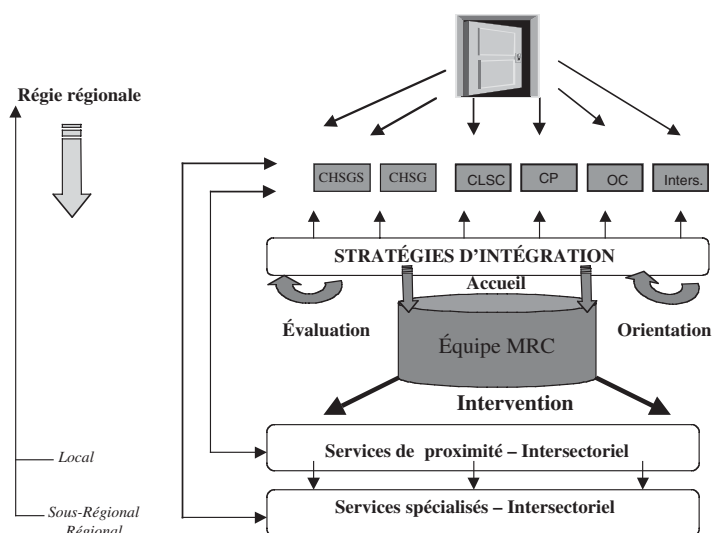 Régie régionale
CHSGS
CHSG
CLSC
CP
OC
Inters.
STRATÉGIES D'INTÉGRATION
Accueil
Évaluation
Orientation
Équipe MRC
Intervention
Services de proximité – Intersectoriel
Local
Services spécialisés – Intersectoriel
Sous-Régional
Régional